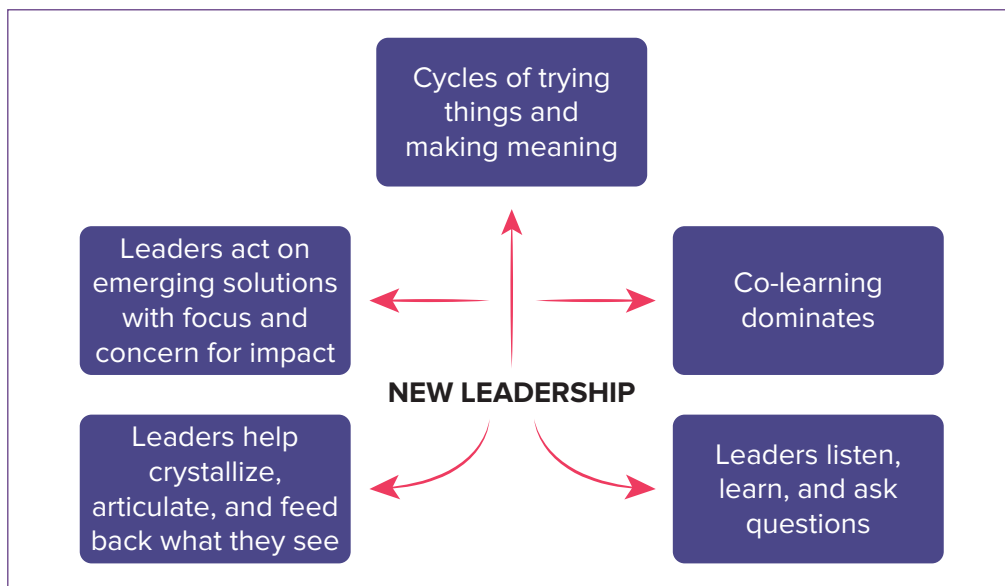 Cycles of trying
things and
making meaning
Leaders act on
emerging solutions
with focus and
concern for impact
Co-learning
dominates
NEW LEADERSHIP
Leaders help
crystallize,
articulate, and feed
back what they see
Leaders listen,
learn, and ask
questions